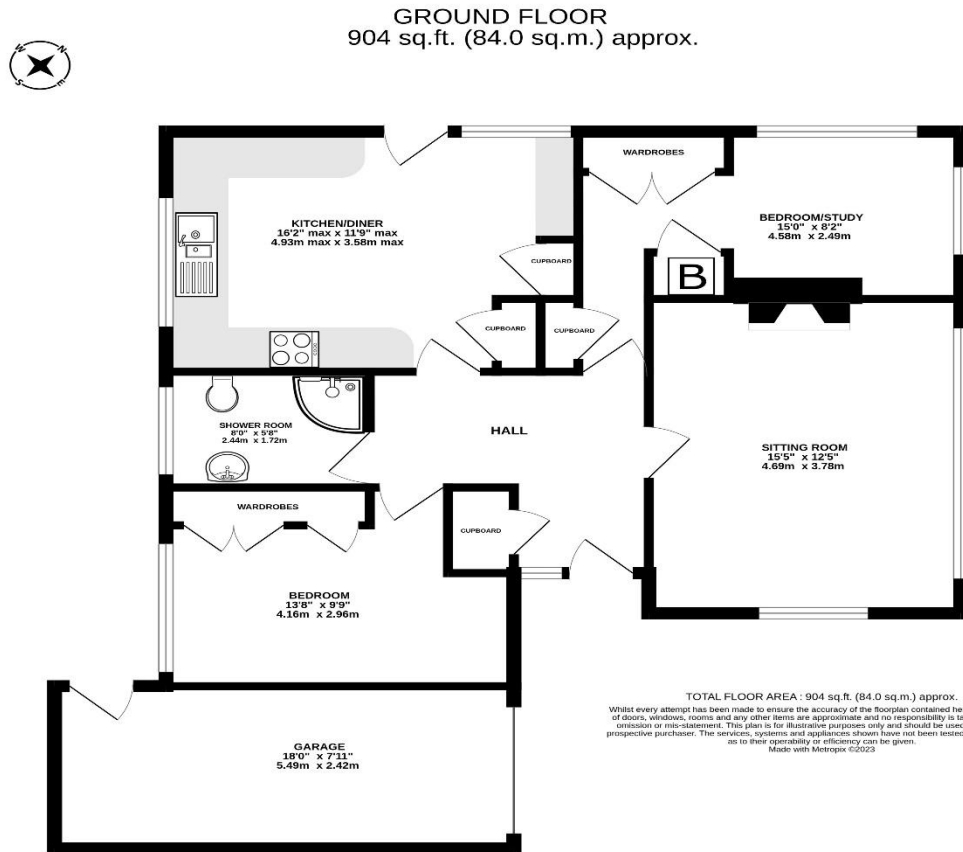 GROUND FLOOR
904 sq.ft. (84.0 sq.m.) approx.
N
W
E
S
WARDROBES
KITCHEN/DINER
16'2" max x 11'9" max
4.93m max x 3.58m max
BEDROOM/STUDY
15'0" x 8'2"
4.58m x 2.49m
CUPBOARD
B
CUPBOARD
CUPBOARD
SHOWER ROOM
8'0" x 5'8"
2.44m x 1.72m
HALL
SITTING ROOM
15'5" x 12'5"
4.69m x 3.78m
WARDROBES
CUPBOARD
BEDROOM
13'8" x 9'9"
4.16m x 2.96m
GARAGE
18'0" x 7'11"
5.49m x 2.42m
TOTAL FLOOR AREA : 904 sq.ft. (84.0 sq.m.) approx.
Whilst every attempt has been made to ensure the accuracy of the floorplan contained he
of doors, windows, rooms and any other items are approximate and no responsibility is ta
omission or mis-statement. This plan is for illustrative purposes only and should be used
prospective purchaser. The services, systems and appliances shown have not been tested
as to their operability or efficiency can be given.
Made with Metropix ©2023